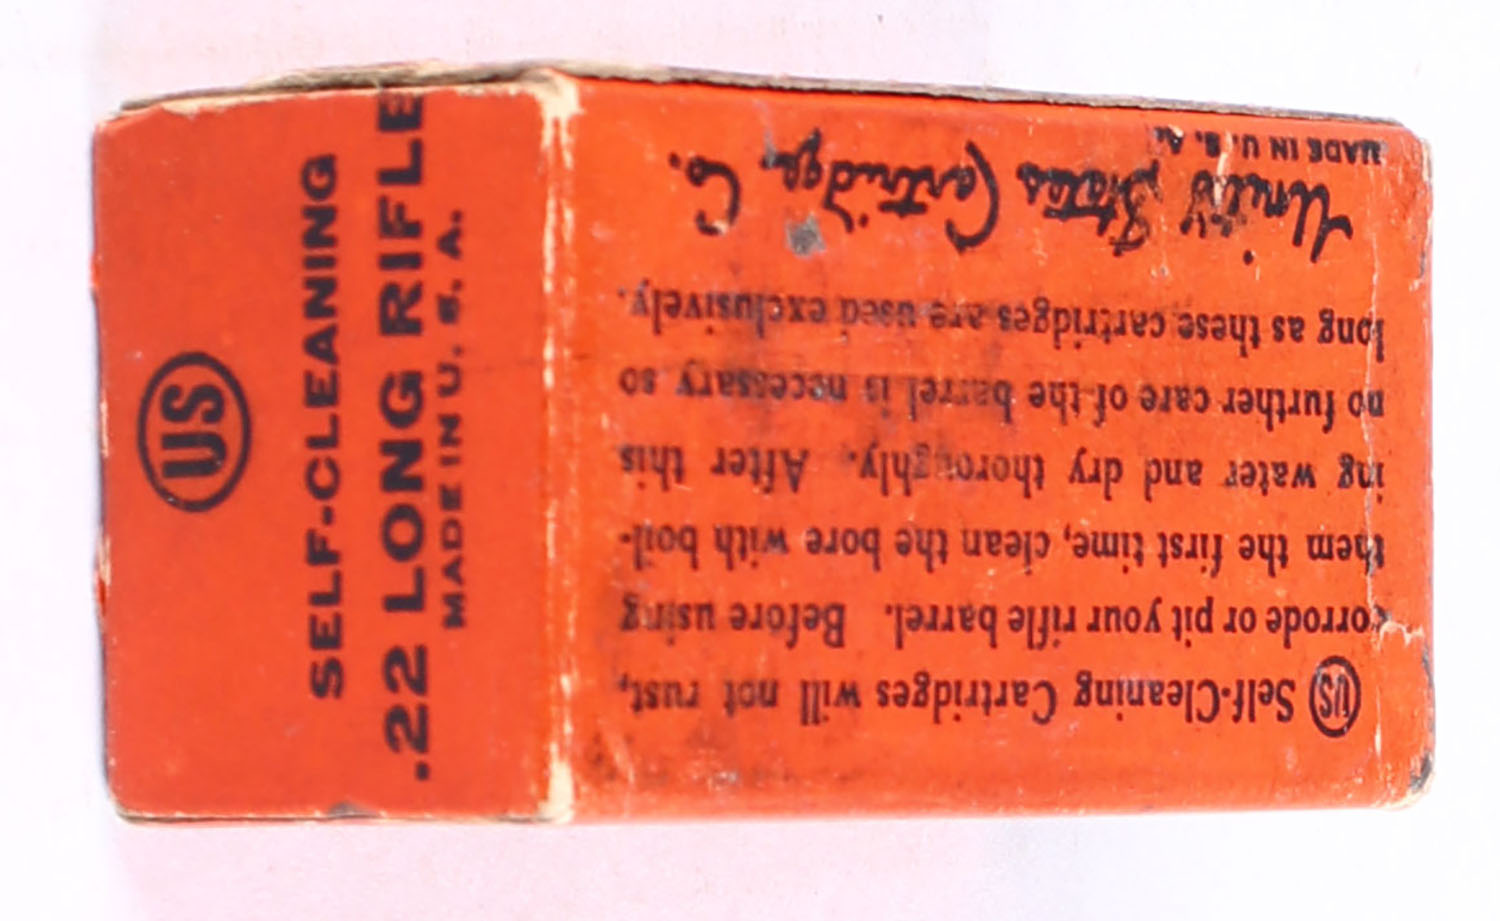 US
SELF-CLEANING
.22 LONG RIFLE
MADE IN U. S. A.
US Self-Cleaning Cartridges will not rust,
corrode or pit your rifle barrel. Before using
them the first time, clean the bore with boil-
ing water and dry thoroughly. After this
no further care of the barrel is necessary so
long as these cartridges are used exclusively.
United States Cartridge Co.
MADE IN U. S. A.